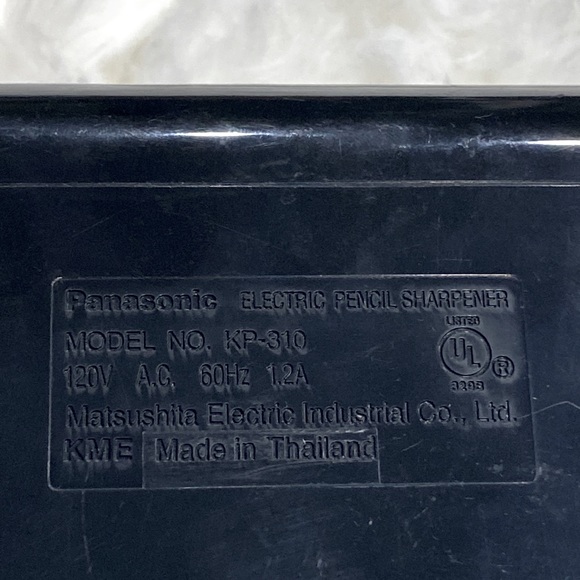 Panasonic ELECTRIC PENCIL SHARPENER
MODEL NO. KP-310
LISTED
UL ®
120V A.C. 60Hz 1.2A
Matsushita Electric Industrial Co., Ltd.
KME Made in Thailand